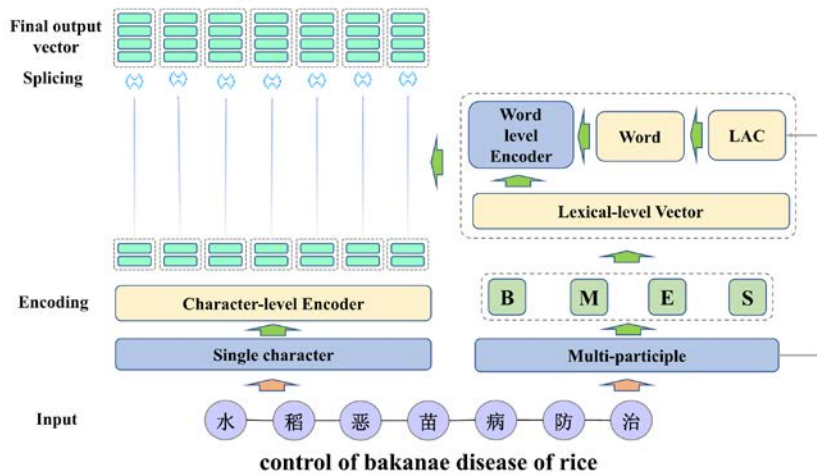 Final output
vector
Splicing
Word
level
Encoder
Word
LAC
Lexical-level Vector
Encoding
Character-level Encoder
B M E S
Single character
Multi-participle
Input
水 稻 恶 苗 病 防 治
control of bakanae disease of rice